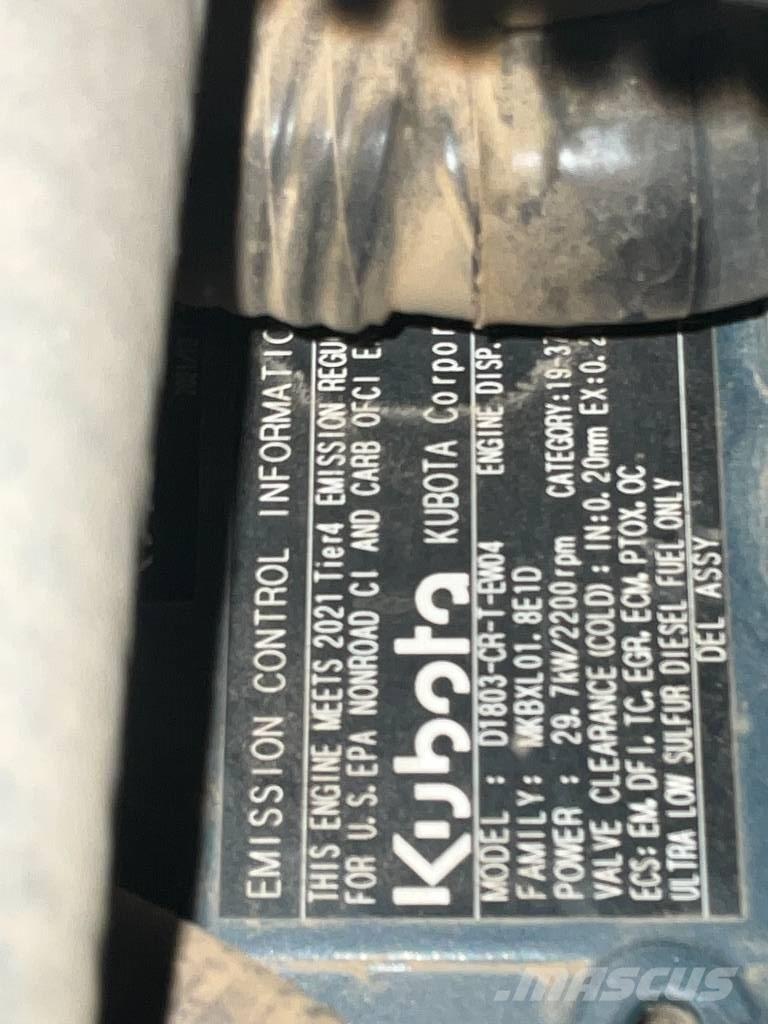 EMISSION CONTROL INFORMATIO
THIS ENGINE MEETS 2021 Tier4 EMISSION REGU
FOR U.S. EPA NONROAD CI AND CARB OFCI E
Kubota KUBOTA Corpor
MODEL : D1803-CR-T-EW04 ENGINE DISP.
FAMILY: MKBXL01.8E1D
POWER : 29.7kW/2200rpm CATEGORY:19-37
VALVE CLEARANCE (COLD) : IN:0.20mm EX:0.2
ECS: EM, DFI, TC, EGR, ECM, PTOX, OC
ULTRA LOW SULFUR DIESEL FUEL ONLY
DEL ASSY
MASCUS